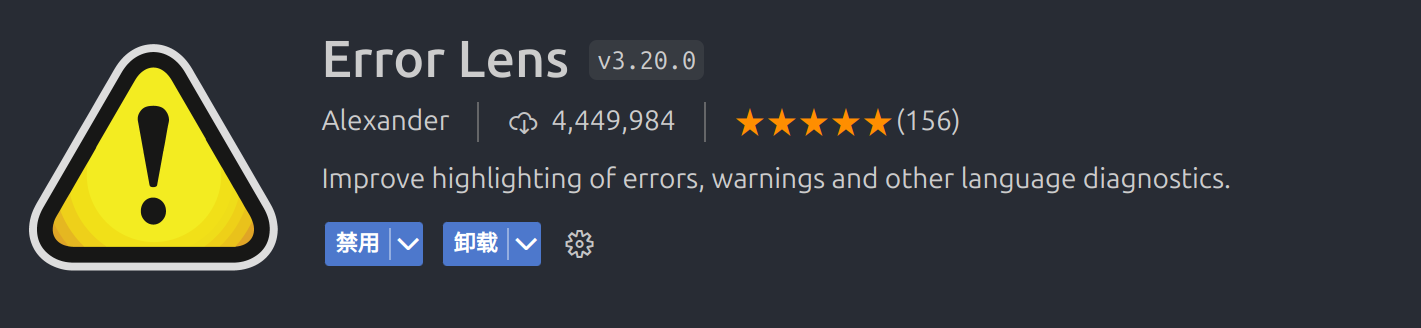 Error Lens v3.20.0
Alexander 4,449,984 (156)
Improve highlighting of errors, warnings and other language diagnostics.
禁用 卸载